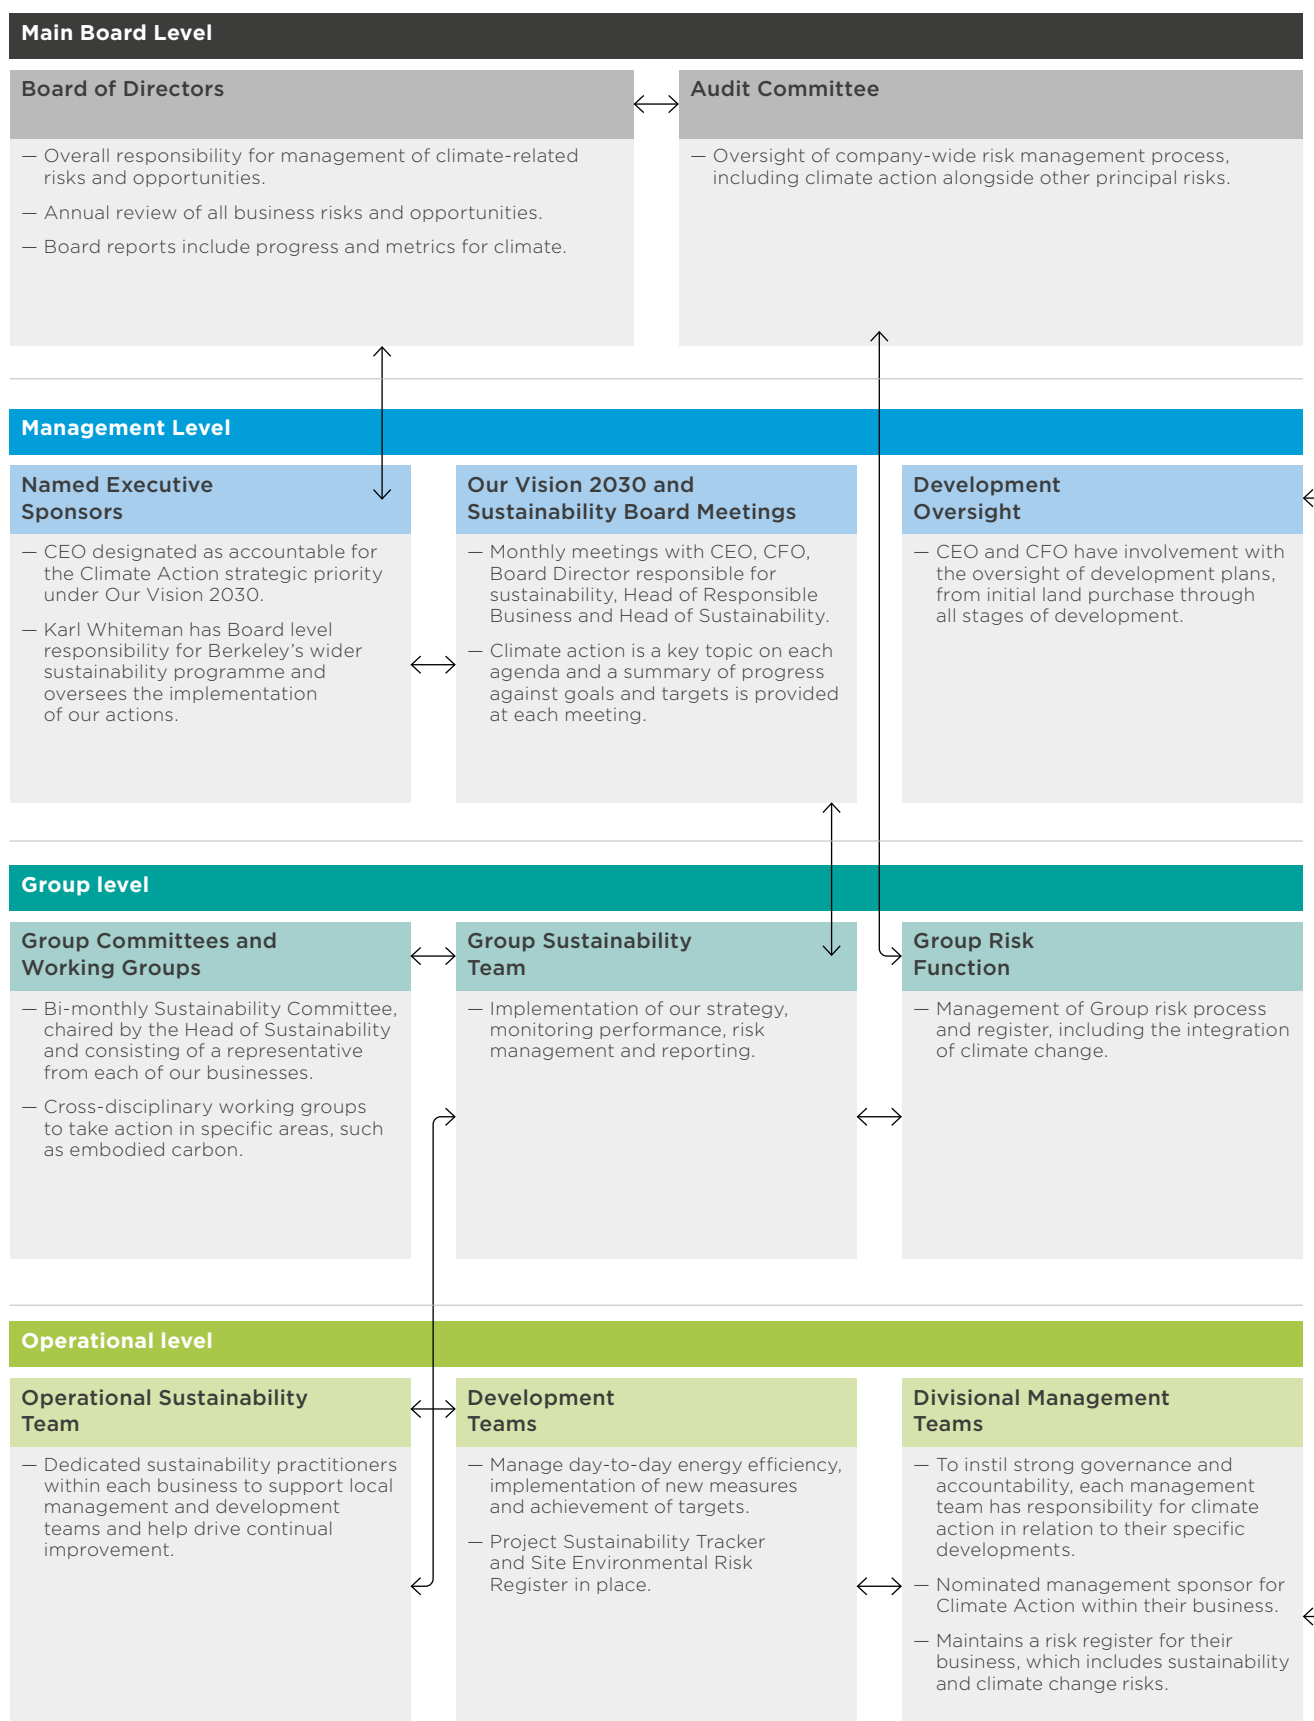 Main Board Level
Board of Directors
— Overall responsibility for management of climate-related
risks and opportunities.
— Annual review of all business risks and opportunities.
— Board reports include progress and metrics for climate.
Audit Committee
— Oversight of company-wide risk management process,
including climate action alongside other principal risks.
Management Level
Named Executive
Sponsors
— CEO designated as accountable for
the Climate Action strategic priority
under Our Vision 2030.
— Karl Whiteman has Board level
responsibility for Berkeley’s wider
sustainability programme and
oversees the implementation
of our actions.
Our Vision 2030 and
Sustainability Board Meetings
— Monthly meetings with CEO, CFO,
Board Director responsible for
sustainability, Head of Responsible
Business and Head of Sustainability.
— Climate action is a key topic on each
agenda and a summary of progress
against goals and targets is provided
at each meeting.
Development
Oversight
— CEO and CFO have involvement with
the oversight of development plans,
from initial land purchase through
all stages of development.
Group level
Group Committees and
Working Groups
— Bi-monthly Sustainability Committee,
chaired by the Head of Sustainability
and consisting of a representative
from each of our businesses.
— Cross-disciplinary working groups
to take action in specific areas, such
as embodied carbon.
Group Sustainability
Team
— Implementation of our strategy,
monitoring performance, risk
management and reporting.
Group Risk
Function
— Management of Group risk process
and register, including the integration
of climate change.
Operational level
Operational Sustainability
Team
— Dedicated sustainability practitioners
within each business to support local
management and development
teams and help drive continual
improvement.
Development
Teams
— Manage day-to-day energy efficiency,
implementation of new measures
and achievement of targets.
— Project Sustainability Tracker
and Site Environmental Risk
Register in place.
Divisional Management
Teams
— To instil strong governance and
accountability, each management
team has responsibility for climate
action in relation to their specific
developments.
— Nominated management sponsor for
Climate Action within their business.
— Maintains a risk register for their
business, which includes sustainability
and climate change risks.